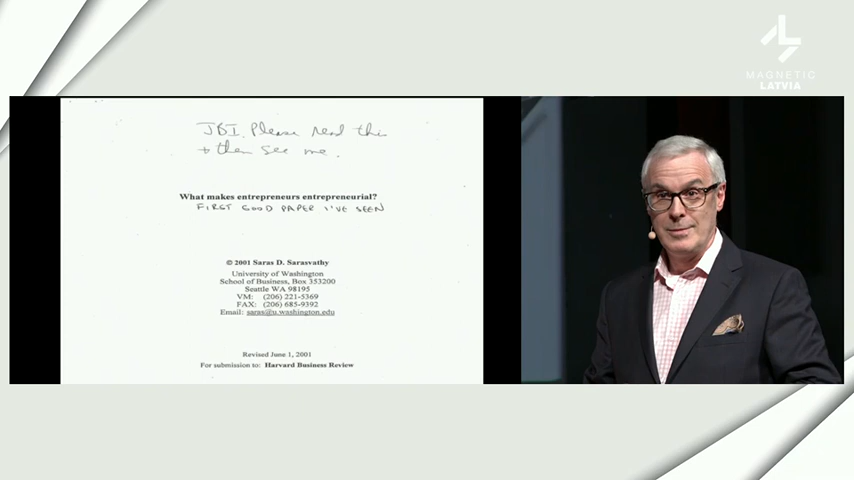 MAGNETIC
LATVIA
JBI. Please read this
+ then see me.
What makes entrepreneurs entrepreneurial?
FIRST GOOD PAPER I'VE SEEN
© 2001 Saras D. Sarasvathy
University of Washington
School of Business, Box 353200
Seattle WA 98195
VM: (206) 221-5369
FAX: (206) 685-9392
Email: saras@u.washington.edu
Revised June 1, 2001
For submission to: Harvard Business Review